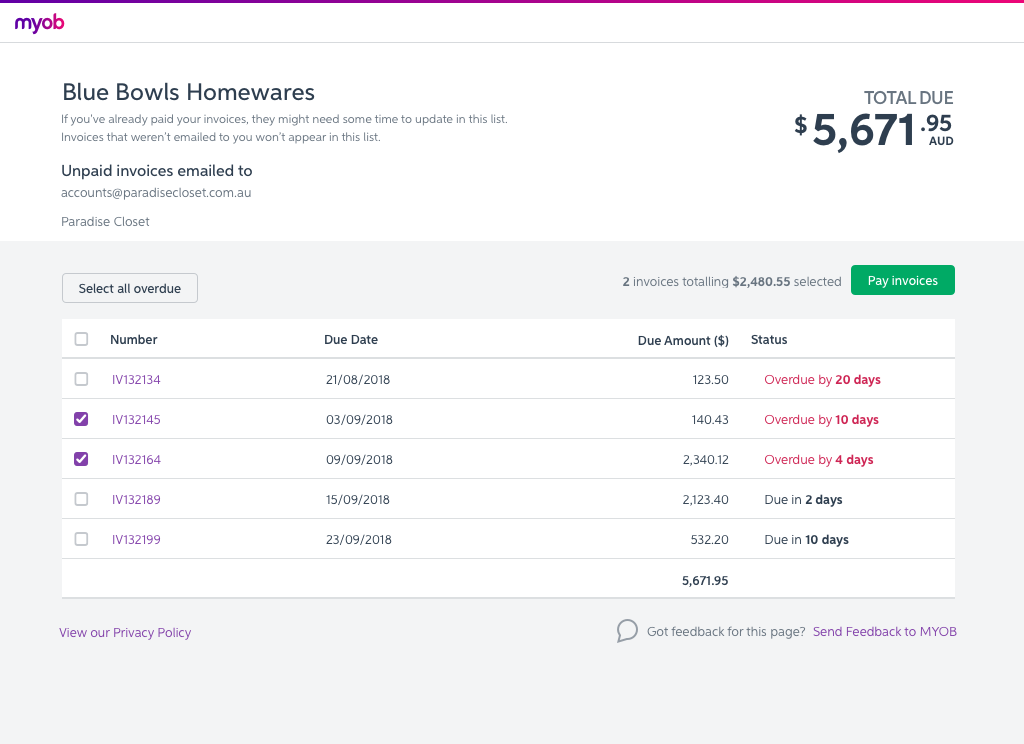 myob
Blue Bowls Homewares
If you've already paid your invoices, they might need some time to update in this list.
Invoices that weren't emailed to you won't appear in this list.
TOTAL DUE
$5,671.95
AUD
Unpaid invoices emailed to
accounts@paradisecloset.com.au
Paradise Closet
Select all overdue
2 invoices totalling $2,480.55 selected
Pay invoices
Number Due Date Due Amount ($) Status
IV132134 21/08/2018 123.50 Overdue by 20 days
IV132145 03/09/2018 140.43 Overdue by 10 days
IV132164 09/09/2018 2,340.12 Overdue by 4 days
IV132189 15/09/2018 2,123.40 Due in 2 days
IV132199 23/09/2018 532.20 Due in 10 days
5,671.95
View our Privacy Policy
Got feedback for this page? Send Feedback to MYOB